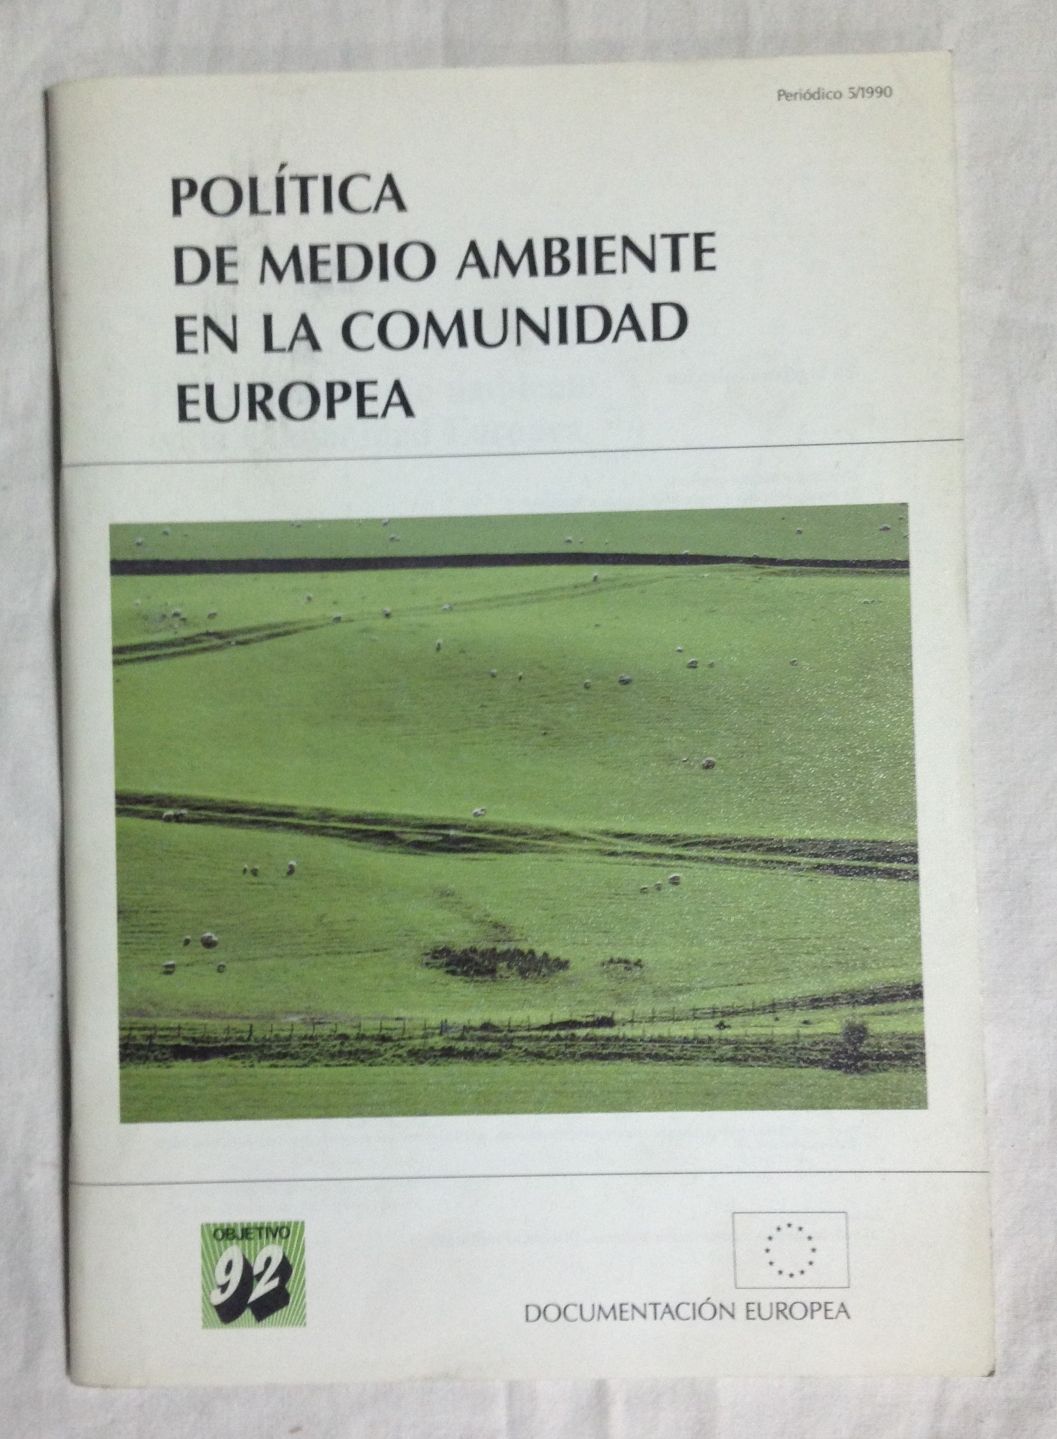 Periódico 5/1990
POLÍTICA
DE MEDIO AMBIENTE
EN LA COMUNIDAD
EUROPEA
OBJETIVO
92
DOCUMENTACIÓN EUROPEA